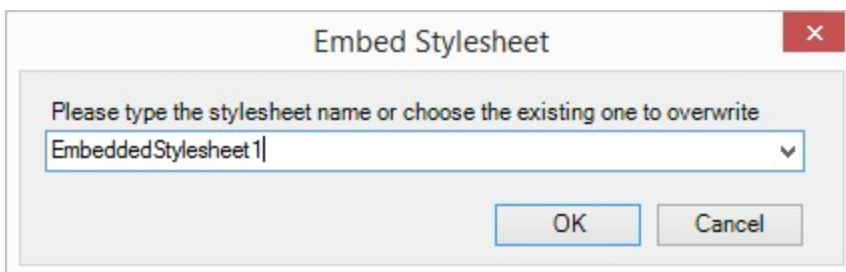 Embed Stylesheet
Please type the stylesheet name or choose the existing one to overwrite
EmbeddedStylesheet1
OK Cancel